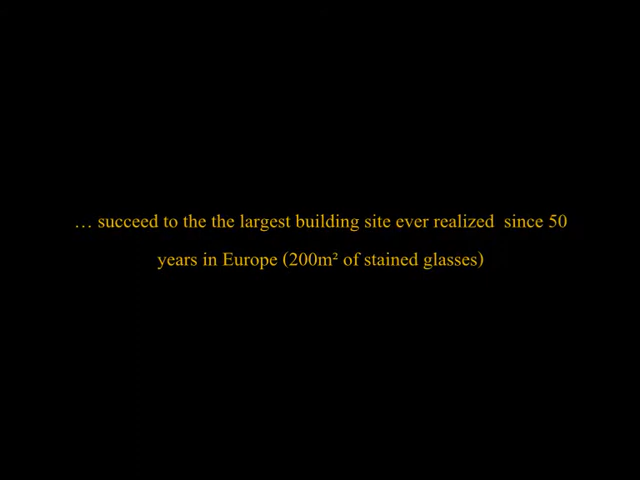 … succeed to the the largest building site ever realized  since 50
years in Europe (200m² of stained glasses)